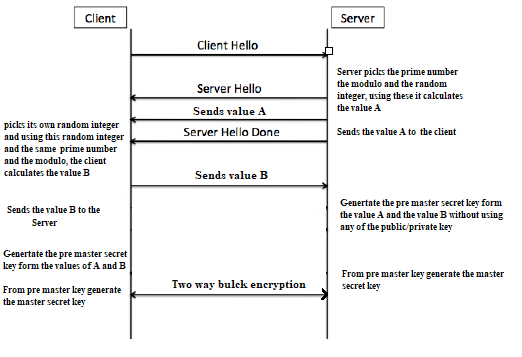 Client
Server
Client Hello
Server Hello
Server picks the prime number
the modulo and the random
integer, using these it calculates
the value A
Sends value A
picks its own random integer
and using this random integer
and the same prime number
and the modulo, the client
calculates the value B
Server Hello Done
Sends the value A to the client
Sends value B
Sends the value B to the
Server
Genertate the pre master secret key form
the value A and the value B without using
any of the public/private key
Genertate the pre master secret
key form the values of A and B
From pre master key generate
the master secret key
Two way bulck encryption
From pre master key generate the master
secret key